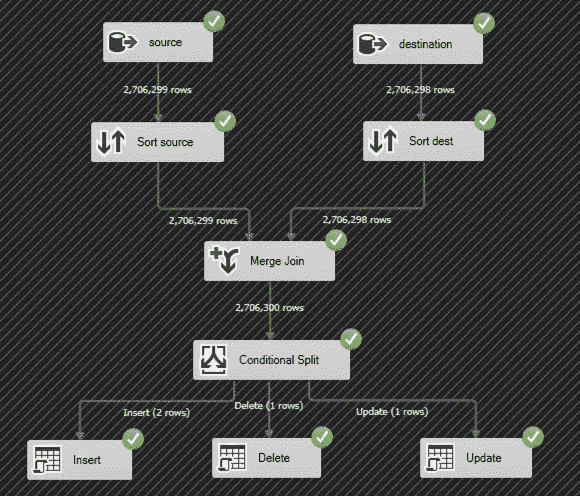 source
destination
2,706,299 rows
2,706,298 rows
Sort source
Sort dest
2,706,299 rows
2,706,298 rows
Merge Join
2,706,300 rows
Conditional Split
Insert (2 rows)
Delete (1 rows)
Update (1 rows)
Insert
Delete
Update